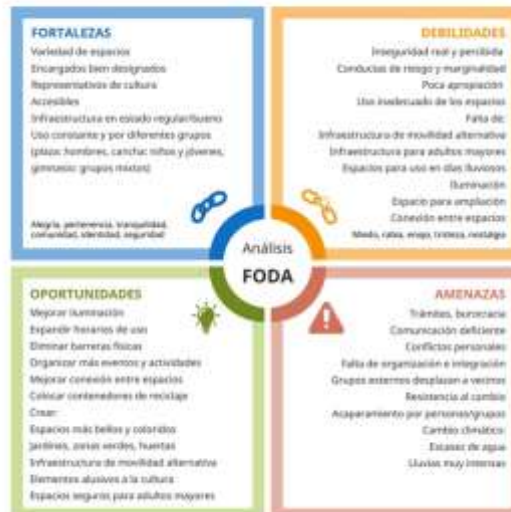 FORTALEZAS
Variedad de espacios
Encargados bien designados
Representativos de cultura
Accesibles
Infraestructura en estado regular/bueno
Uso constante y por diferentes grupos
(plaza: hombres, cancha: niños y jóvenes,
gimnasio: grupos mixtos)
Alegría, pertenencia, tranquilidad,
comunidad, identidad, seguridad
DEBILIDADES
Inseguridad real y percibida
Conductas de riesgo y marginalidad
Poca apropiación
Uso inadecuado de los espacios
Falta de:
Infraestructura de movilidad alternativa
Infraestructura para adultos mayores
Espacios para uso en días lluviosos
Iluminación
Espacio para ampliación
Conexión entre espacios
Miedo, rabia, enojo, tristeza, nostalgia
Análisis
FODA
OPORTUNIDADES
Mejorar iluminación
Expandir horarios de uso
Eliminar barreras físicas
Organizar más eventos y actividades
Mejorar conexión entre espacios
Colocar contenedores de reciclaje
Crear:
Espacios más bellos y coloridos
Jardines, zonas verdes, huertas
Infraestructura de movilidad alternativa
Elementos alusivos a la cultura
Espacios seguros para adultos mayores
AMENAZAS
Trámites, burocracia
Comunicación deficiente
Conflictos personales
Falta de organización e integración
Grupos externos desplazan a vecinos
Resistencia al cambio
Acaparamiento por personas/grupos
Cambio climático:
Escasez de agua
Lluvias muy intensas